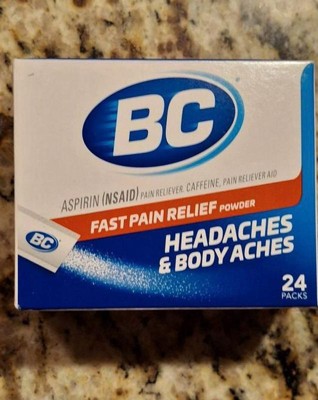 BC
ASPIRIN (NSAID) PAIN RELIEVER, CAFFEINE, PAIN RELIEVER AID
FAST PAIN RELIEF POWDER
BC
HEADACHES
& BODY ACHES
24
PACKS